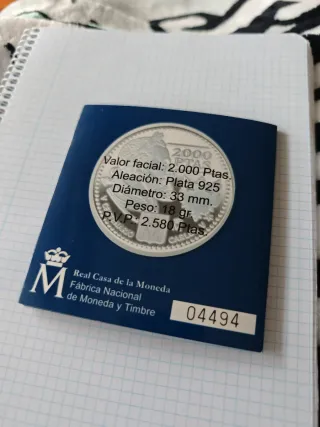 2000
PTAS
Valor facial: 2.000 Ptas.
Aleación: Plata 925
Diámetro: 33 mm.
Peso: 18 gr.
P.V.P.: 2.580 Ptas.
M
Real Casa de la Moneda
Fábrica Nacional
de Moneda y Timbre
04494